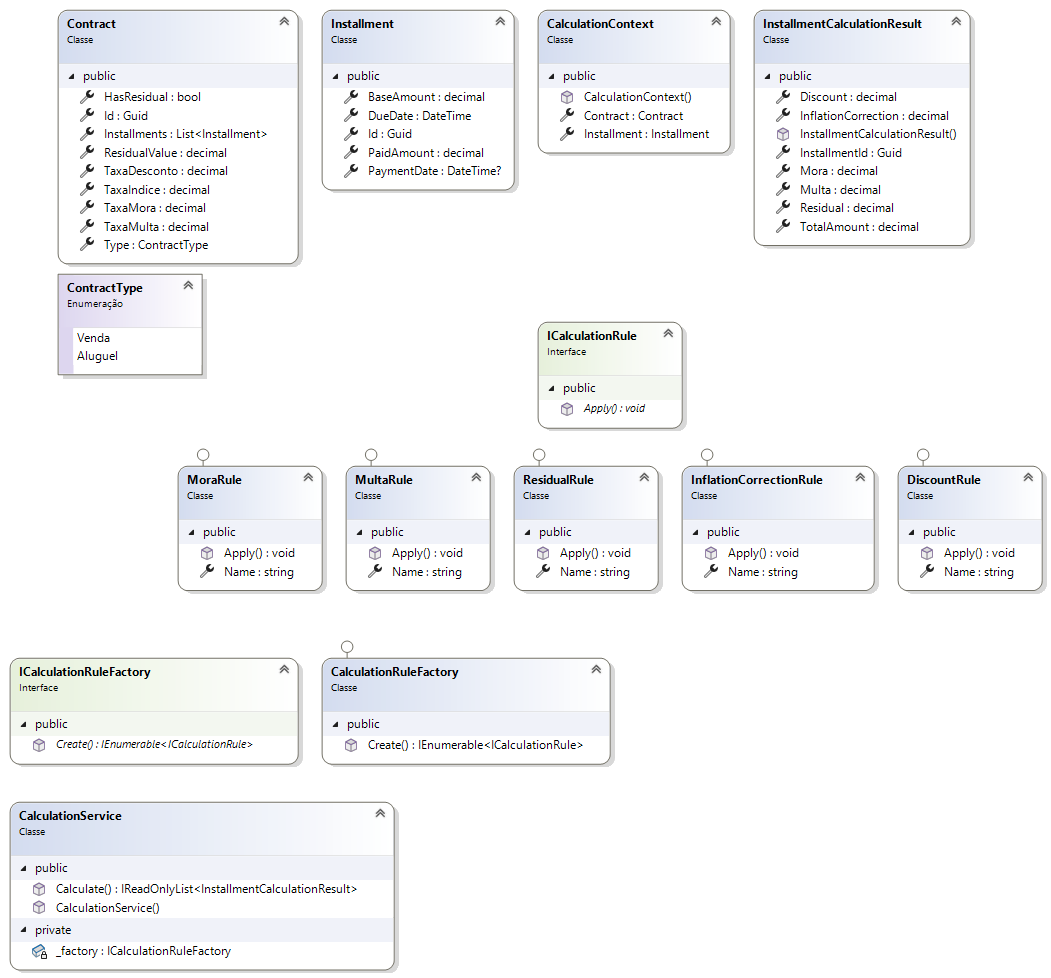 Contract
Classe
public
HasResidual : bool
Id : Guid
Installments : List<Installment>
ResidualValue : decimal
TaxaDesconto : decimal
TaxaIndice : decimal
TaxaMora : decimal
TaxaMulta : decimal
Type : ContractType
Installment
Classe
public
BaseAmount : decimal
DueDate : DateTime
Id : Guid
PaidAmount : decimal
PaymentDate : DateTime?
CalculationContext
Classe
public
CalculationContext()
Contract : Contract
Installment : Installment
InstallmentCalculationResult
Classe
public
Discount : decimal
InflationCorrection : decimal
InstallmentCalculationResult()
InstallmentId : Guid
Mora : decimal
Multa : decimal
Residual : decimal
TotalAmount : decimal
ContractType
Enumeração
Venda
Aluguel
ICalculationRule
Interface
public
Apply() : void
MoraRule
Classe
public
Apply() : void
Name : string
MultaRule
Classe
public
Apply() : void
Name : string
ResidualRule
Classe
public
Apply() : void
Name : string
InflationCorrectionRule
Classe
public
Apply() : void
Name : string
DiscountRule
Classe
public
Apply() : void
Name : string
ICalculationRuleFactory
Interface
public
Create() : IEnumerable<ICalculationRule>
CalculationRuleFactory
Classe
public
Create() : IEnumerable<ICalculationRule>
CalculationService
Classe
public
Calculate() : IReadOnlyList<InstallmentCalculationResult>
CalculationService()
private
_factory : ICalculationRuleFactory